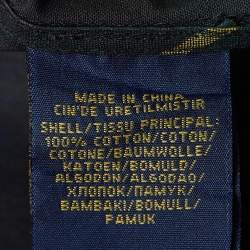 MADE IN CHINA
CIN'DE URETILMISTIR
SHELL/TISSU PRINCIPAL:
100% COTTON/COTON/
COTONE/BAUMWOLLE/
KATOEN/BOMULD/
ALGODON/ALGODAO/
ХЛОПОК/ПАМУК/
BAMBAKI/BOMULL/
PAMUK